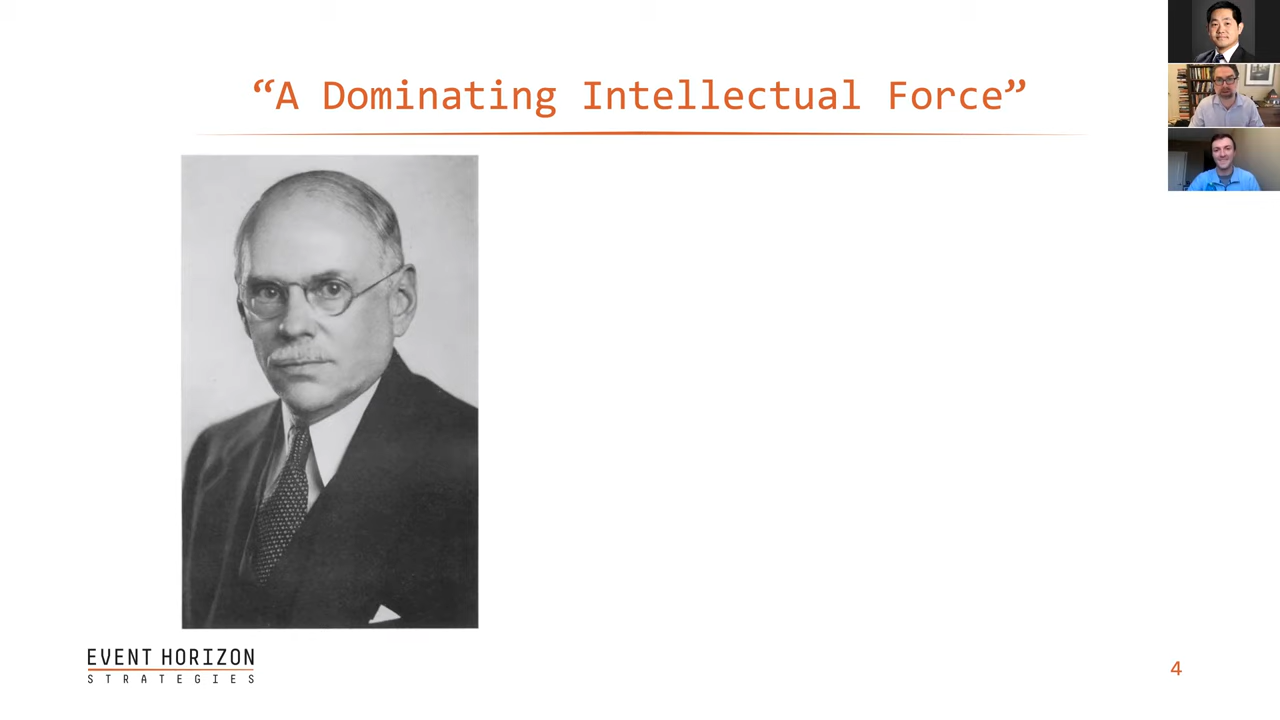 “A Dominating Intellectual Force”
EVENT HORIZON
STRATEGIES
4